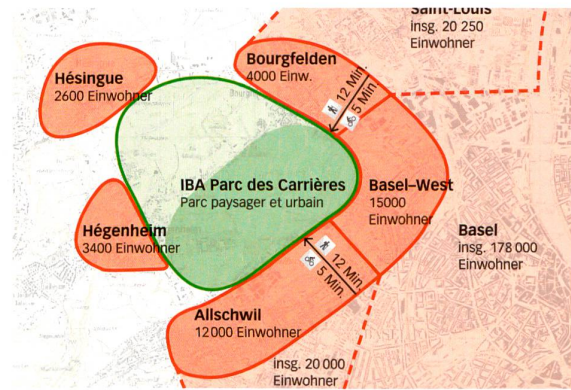 Saint-Louis
insg. 20 250
Einwohner
Bourgfelden
4000 Einw.
Hésingue
2600 Einwohner
12 Min.
5 Min.
IBA Parc des Carrières
Parc paysager et urbain
Basel–West
15000
Einwohner
Hégenheim
3400 Einwohner
Basel
insg. 178 000
Einwohner
12 Min.
5 Min.
Allschwil
12000 Einwohner
insg. 20 000
Einwohner